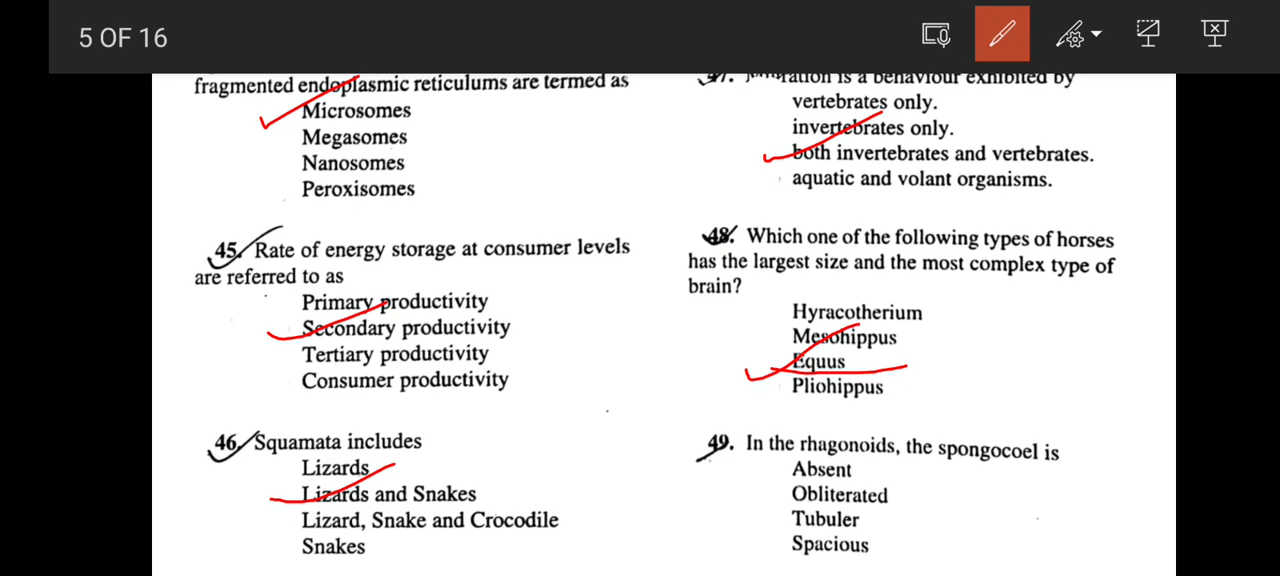 5 OF 16
fragmented endoplasmic reticulums are termed as
Microsomes
Megasomes
Nanosomes
Peroxisomes
45. Rate of energy storage at consumer levels
are referred to as
Primary productivity
Secondary productivity
Tertiary productivity
Consumer productivity
46. Squamata includes
Lizards
Lizards and Snakes
Lizard, Snake and Crocodile
Snakes
is a behaviour exhibited by
vertebrates only.
invertebrates only.
both invertebrates and vertebrates.
aquatic and volant organisms.
48. Which one of the following types of horses
has the largest size and the most complex type of
brain?
Hyracotherium
Mesohippus
Equus
Pliohippus
49. In the rhagonoids, the spongocoel is
Absent
Obliterated
Tubuler
Spacious